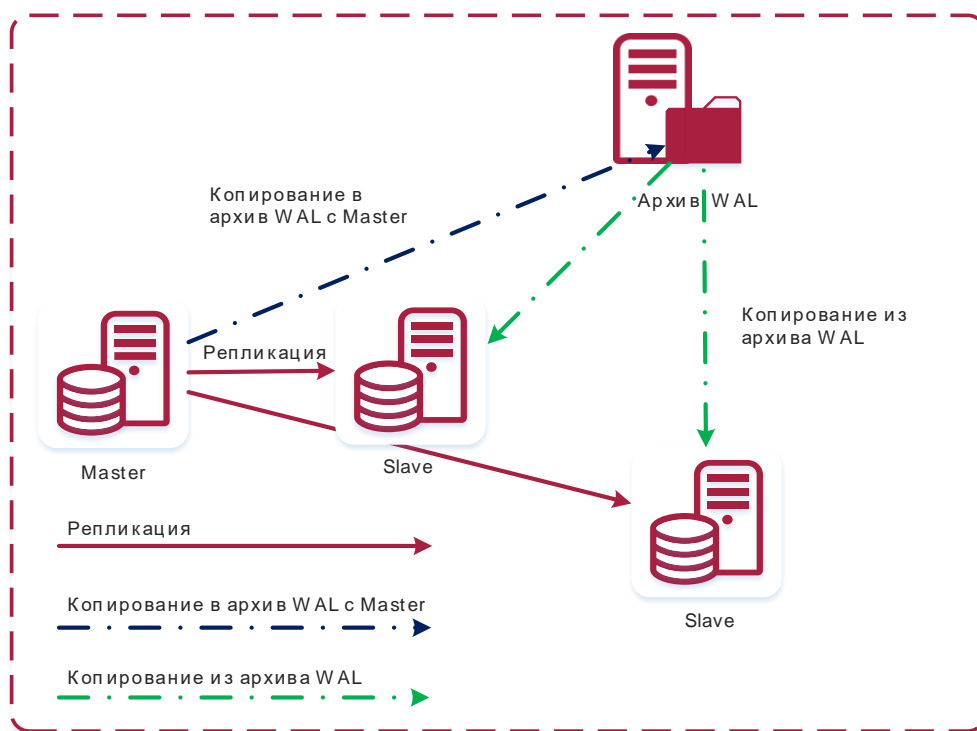 Копирование в
архив WAL с Master
Архив WAL
Копирование из
архива WAL
Репликация
Master
Slave
Slave
Репликация
Копирование в архив WAL с Master
Копирование из архива WAL